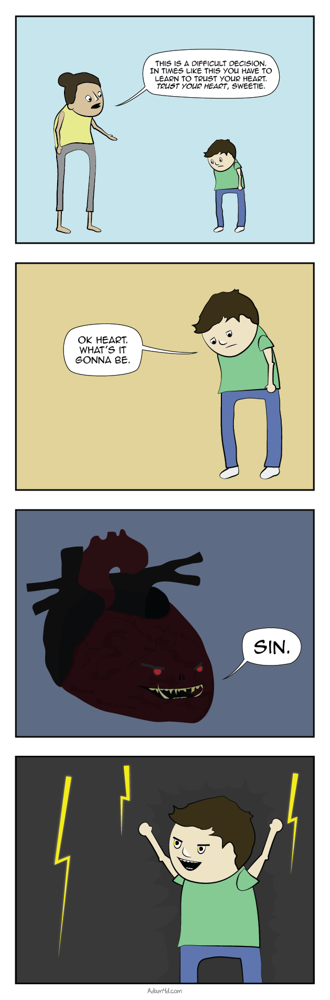 THIS IS A DIFFICULT DECISION.
IN TIMES LIKE THIS YOU HAVE TO
LEARN TO TRUST YOUR HEART.
TRUST YOUR HEART, SWEETIE.
OK HEART.
WHAT'S IT
GONNA BE.
SIN.
Adam4d.com